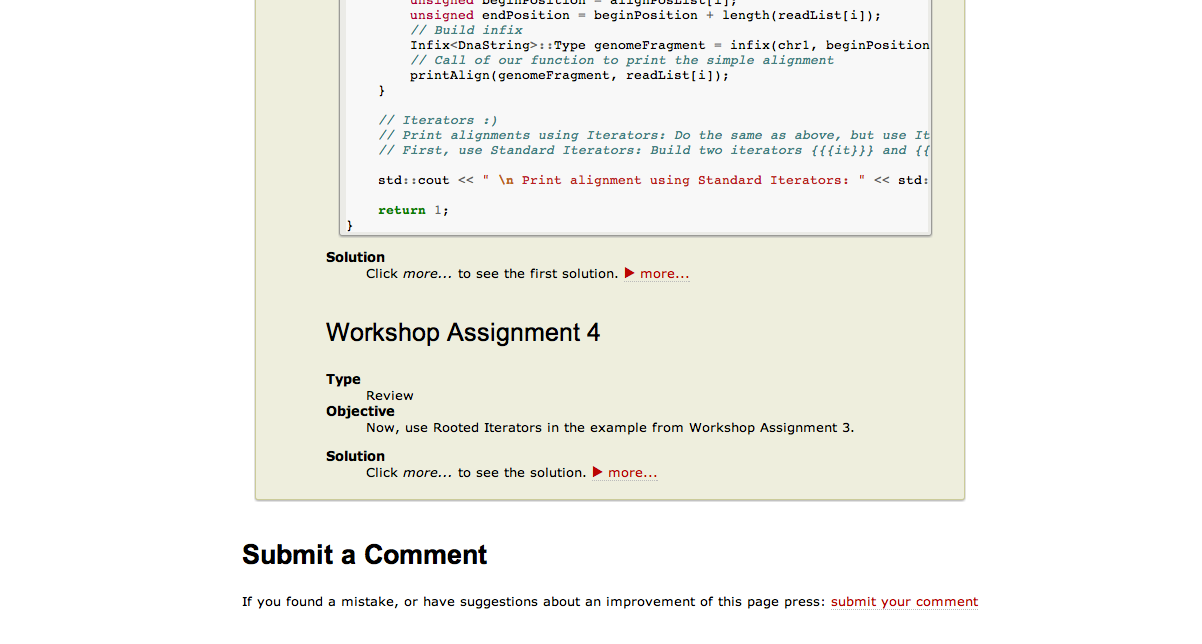 unsigned beginPosition = alignPosList[i];
unsigned endPosition = beginPosition + length(readList[i]);
// Build infix
Infix<DnaString>::Type genomeFragment = infix(chr1, beginPosition
// Call of our function to print the simple alignment
printAlign(genomeFragment, readList[i]);
}
// Iterators :)
// Print alignments using Iterators: Do the same as above, but use It
// First, use Standard Iterators: Build two iterators {{{it}}} and {{
std::cout << " \n Print alignment using Standard Iterators: " << std:
return 1;
}
Solution
Click more... to see the first solution. ▶ more...
Workshop Assignment 4
Type
Review
Objective
Now, use Rooted Iterators in the example from Workshop Assignment 3.
Solution
Click more... to see the solution. ▶ more...
Submit a Comment
If you found a mistake, or have suggestions about an improvement of this page press: submit your comment